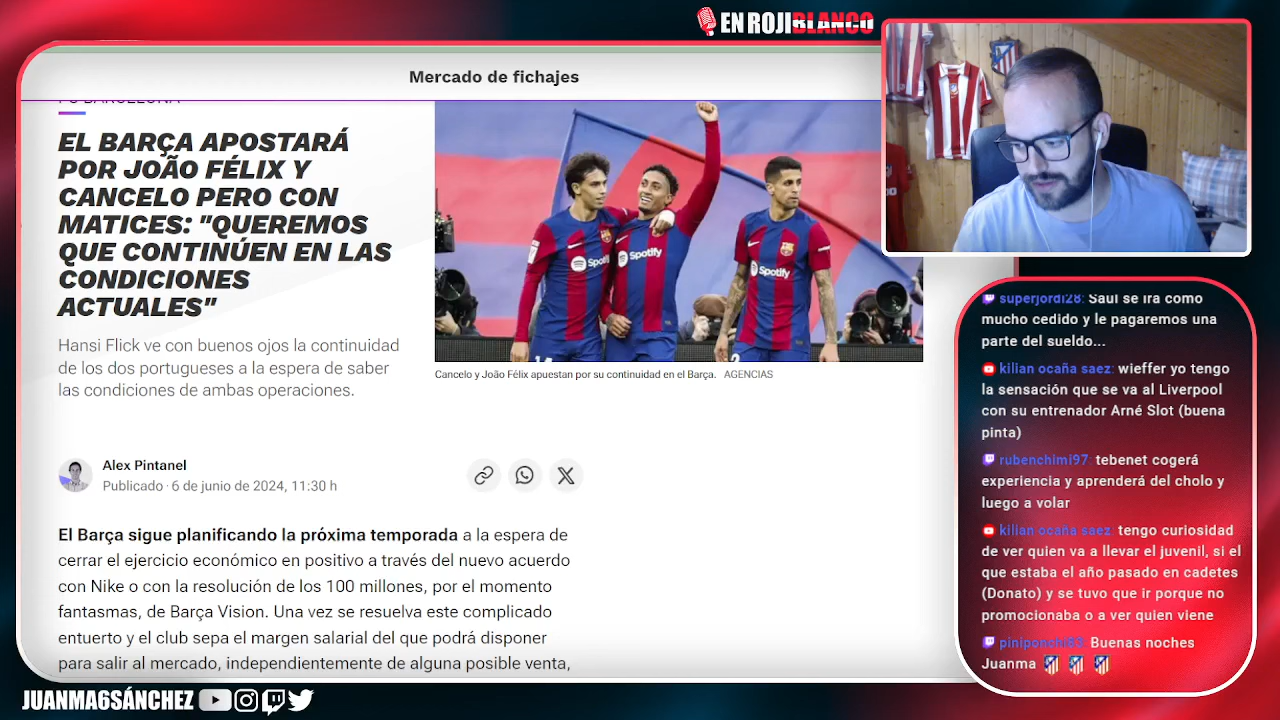 EN ROJIBLANCO
Mercado de fichajes
FC BARCELONA
EL BARÇA APOSTARÁ
POR JOÃO FÉLIX Y
CANCELO PERO CON
MATICES: "QUEREMOS
QUE CONTINÚEN EN LAS
CONDICIONES
ACTUALES"
Hansi Flick ve con buenos ojos la continuidad
de los dos portugueses a la espera de saber
las condiciones de ambas operaciones.
Spotify
Spotify
Spotify
Cancelo y João Félix apuestan por su continuidad en el Barça. AGENCIAS
Alex Pintanel
Publicado · 6 de junio de 2024, 11:30 h
El Barça sigue planificando la próxima temporada a la espera de
cerrar el ejercicio económico en positivo a través del nuevo acuerdo
con Nike o con la resolución de los 100 millones, por el momento
fantasmas, de Barça Vision. Una vez se resuelva este complicado
entuerto y el club sepa el margen salarial del que podrá disponer
para salir al mercado, independientemente de alguna posible venta,
superjordi28: Saul se irá como
mucho cedido y le pagaremos una
parte del sueldo...
kilian ocaña saez: wieffer yo tengo
la sensación que se va al Liverpool
con su entrenador Arné Slot (buena
pinta)
rubenchimi97: tebenet cogerá
experiencia y aprenderá del cholo y
luego a volar
kilian ocaña saez: tengo curiosidad
de ver quien va a llevar el juvenil, si el
que estaba el año pasado en cadetes
(Donato) y se tuvo que ir porque no
promocionaba o a ver quien viene
piniponchi83: Buenas noches
Juanma
JUANMA6SÁNCHEZ